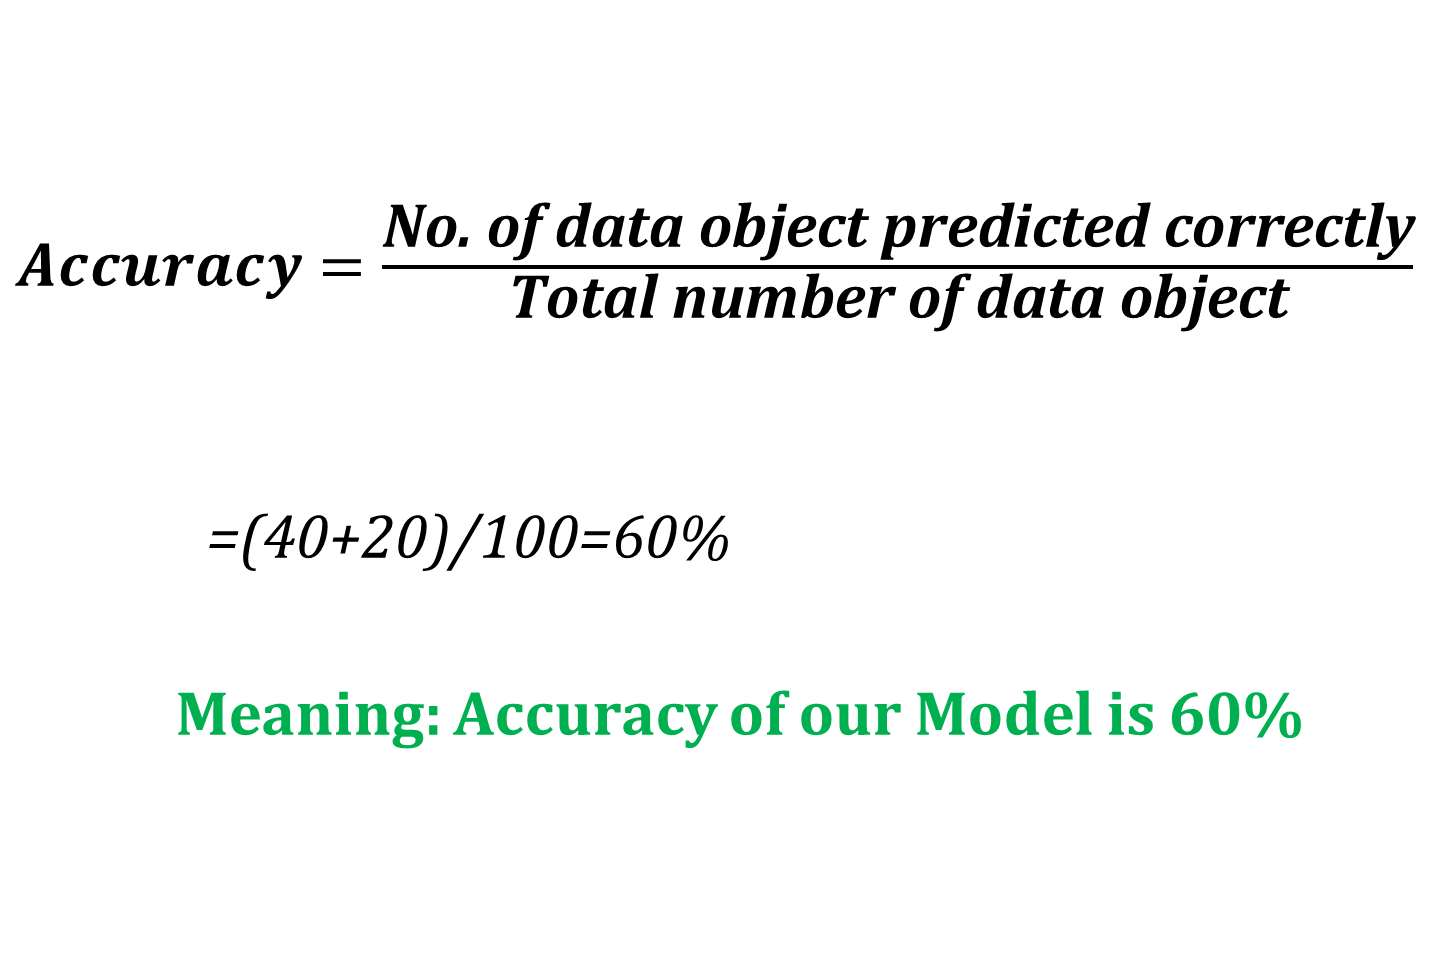 Accuracy = No. of data object predicted correctly
Total number of data object
=(40+20)/100=60%
Meaning: Accuracy of our Model is 60%